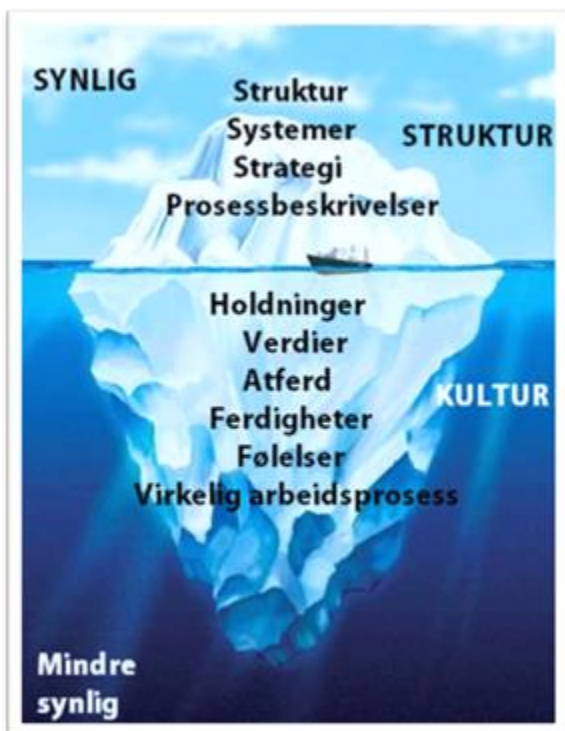 SYNLIG
Struktur
Systemer
STRUKTUR
Strategi
Prosessbeskrivelser
Holdninger
Verdier
Atferd
KULTUR
Ferdigheter
Følelser
Virkelig arbeidsprosess
Mindre
synlig